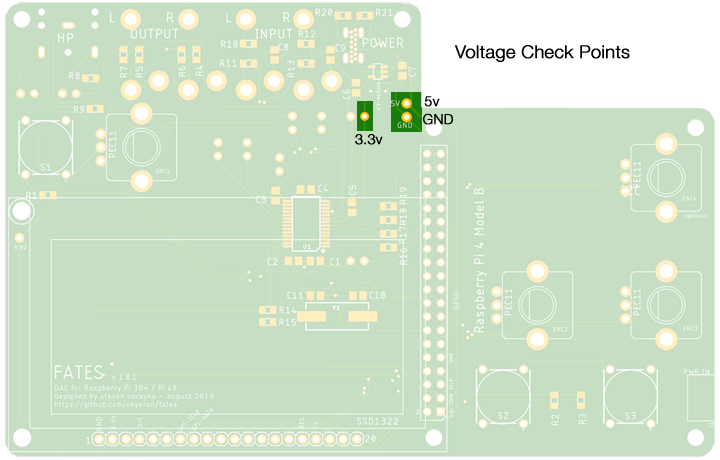 L R L R R20 R21
HP OUTPUT INPUT POWER
R10 R12 C8 C9
Voltage Check Points
R7 R5 R6 R4
R11 R13 C7
R8 C6
5V 5v
GND GND
R9
3.3v
S1 PEC11 ENC1
PEC11 ENC4
optional
R1 C3 C4 C5
R19
R18
R17
R16
U1
3.3V
C2 C1
Raspberry Pi 4 Model B
GPIO
C11 C10
Y1
R14
R15
PEC11 ENC2
PEC11 ENC3
FATES v 1.8.1
DAC for Raspberry Pi 3B+ / Pi 4B
designed by steven noreyko – august 2019
https://github.com/okyeron/fates
PWR IN
SSD1322
S2 R2 R3 S3
1 20